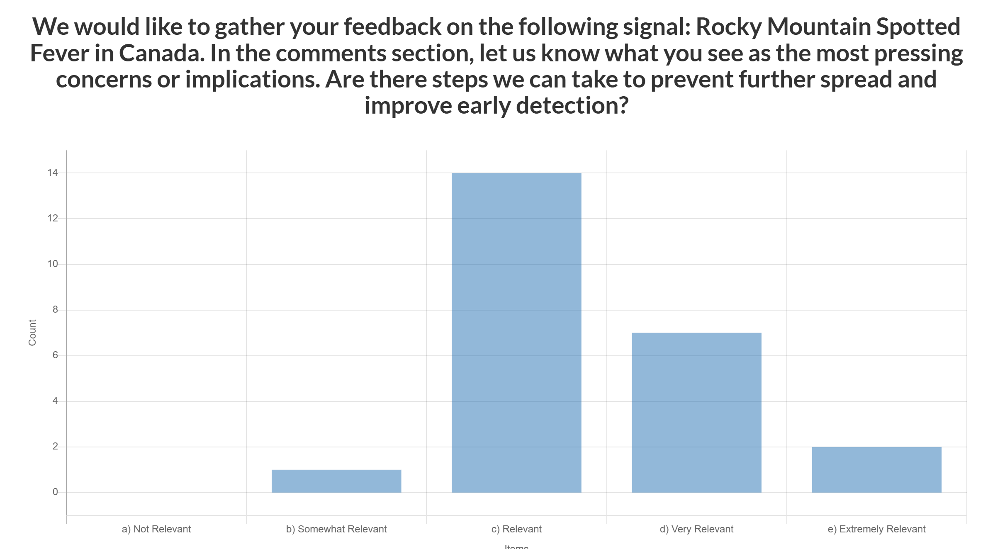 We would like to gather your feedback on the following signal: Rocky Mountain Spotted
Fever in Canada. In the comments section, let us know what you see as the most pressing
concerns or implications. Are there steps we can take to prevent further spread and
improve early detection?
14
12
10
8
6
4
2
0
Count
a) Not Relevant
b) Somewhat Relevant
c) Relevant
d) Very Relevant
e) Extremely Relevant
Items